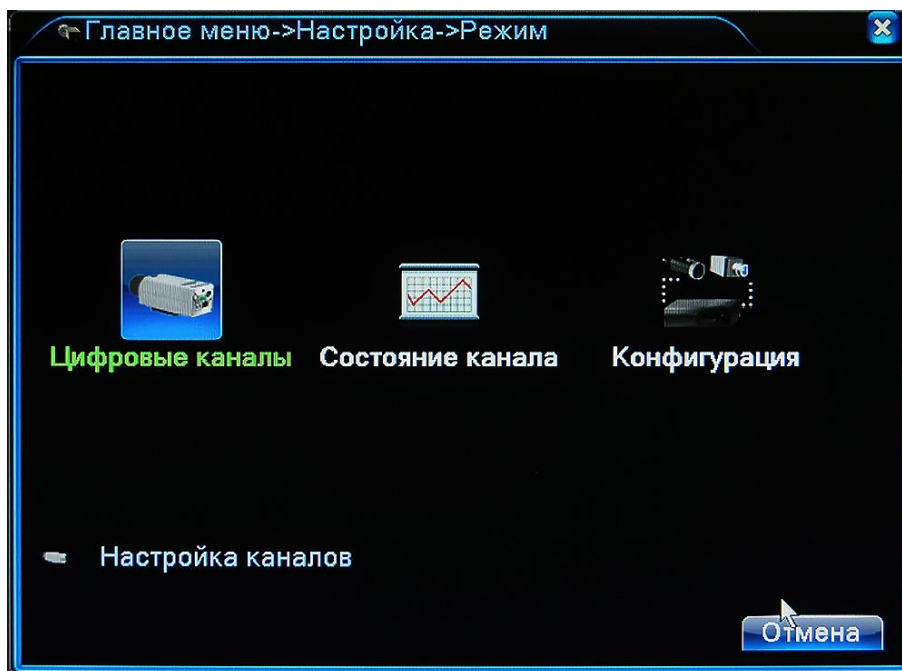 Главное меню->Настройка->Режим
Цифровые каналы Состояние канала Конфигурация
Настройка каналов
Отмена